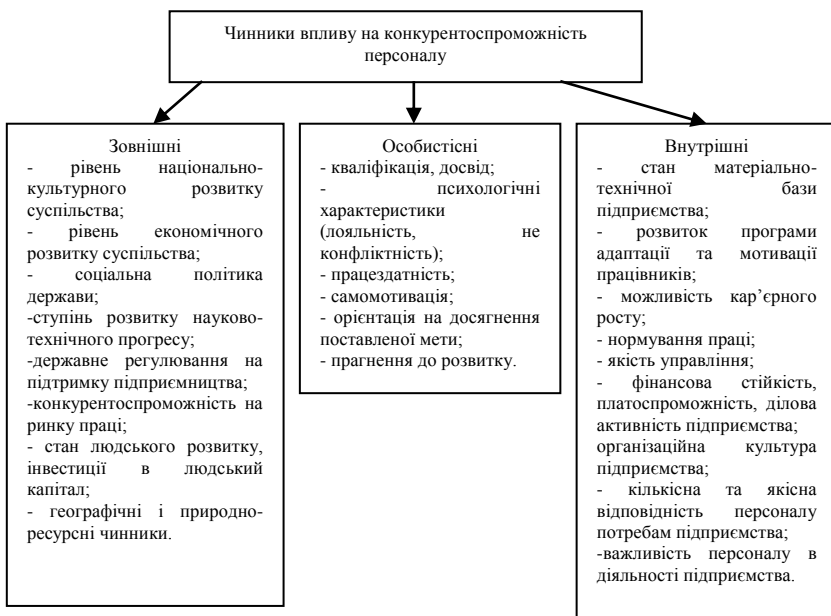 Чинники впливу на конкурентоспроможність
персоналу
Зовнішні
- рівень національно-
культурного розвитку
суспільства;
- рівень економічного
розвитку суспільства;
- соціальна політика
держави;
-ступінь розвитку науково-
технічного прогресу;
-державне регулювання на
підтримку підприємництва;
-конкурентоспроможність на
ринку праці;
- стан людського розвитку,
інвестиції в людський
капітал;
- географічні і природно-
ресурсні чинники.
Особистісні
- кваліфікація, досвід;
- психологічні
характеристики
(лояльність, не
конфліктність);
- працездатність;
- самомотивація;
- орієнтація на досягнення
поставленої мети;
- прагнення до розвитку.
Внутрішні
- стан матеріально-
технічної бази
підприємства;
- розвиток програми
адаптації та мотивації
працівників;
- можливість кар’єрного
росту;
- нормування праці;
- якість управління;
- фінансова стійкість,
платоспроможність, ділова
активність підприємства;
організаційна культура
підприємства;
- кількісна та якісна
відповідність персоналу
потребам підприємства;
-важливість персоналу в
діяльності підприємства.